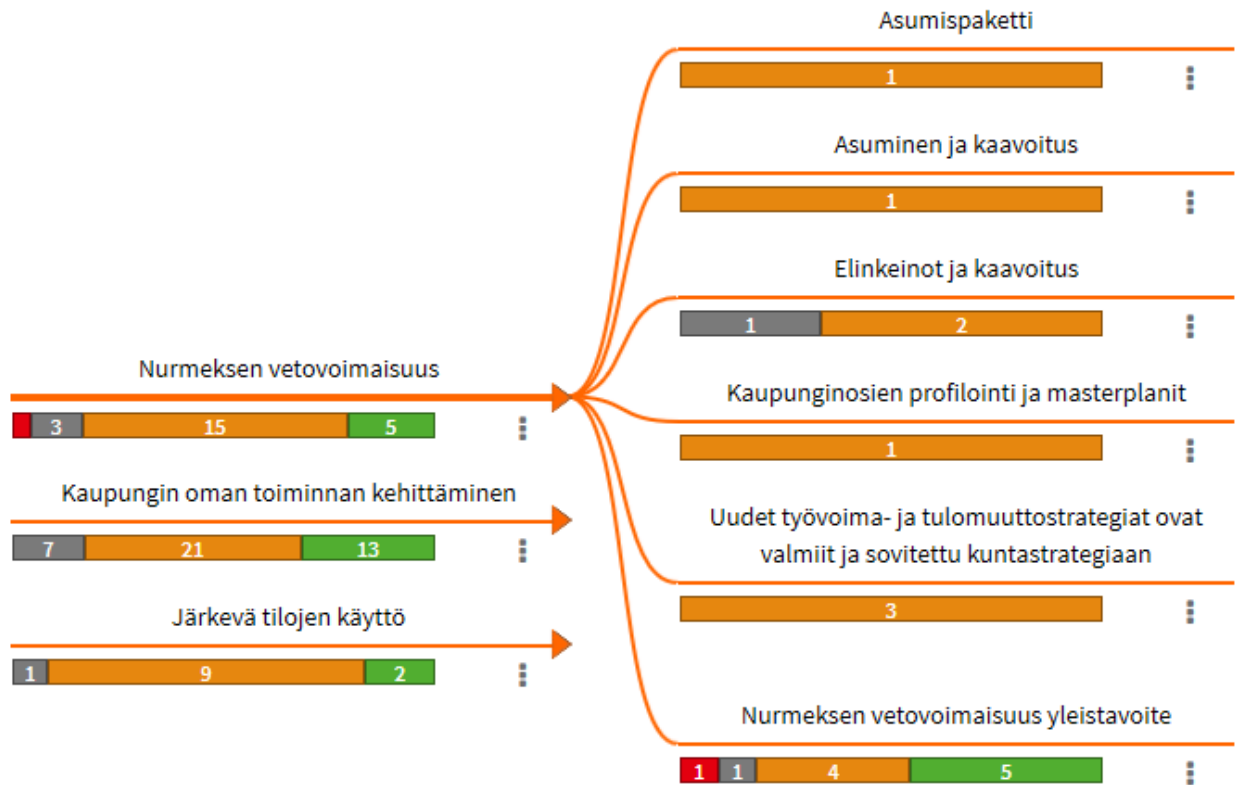 Asumispaketti
1
Asuminen ja kaavoitus
1
Elinkeinot ja kaavoitus
1 2
Nurmeksen vetovoimaisuus
3 15 5
Kaupunginosien profilointi ja masterplanit
1
Kaupungin oman toiminnan kehittäminen
7 21 13
Uudet työvoima- ja tulomuuttostrategiat ovat
valmiit ja sovitettu kuntastrategiaan
3
Järkevä tilojen käyttö
1 9 2
Nurmeksen vetovoimaisuus yleistavoite
1 1 4 5